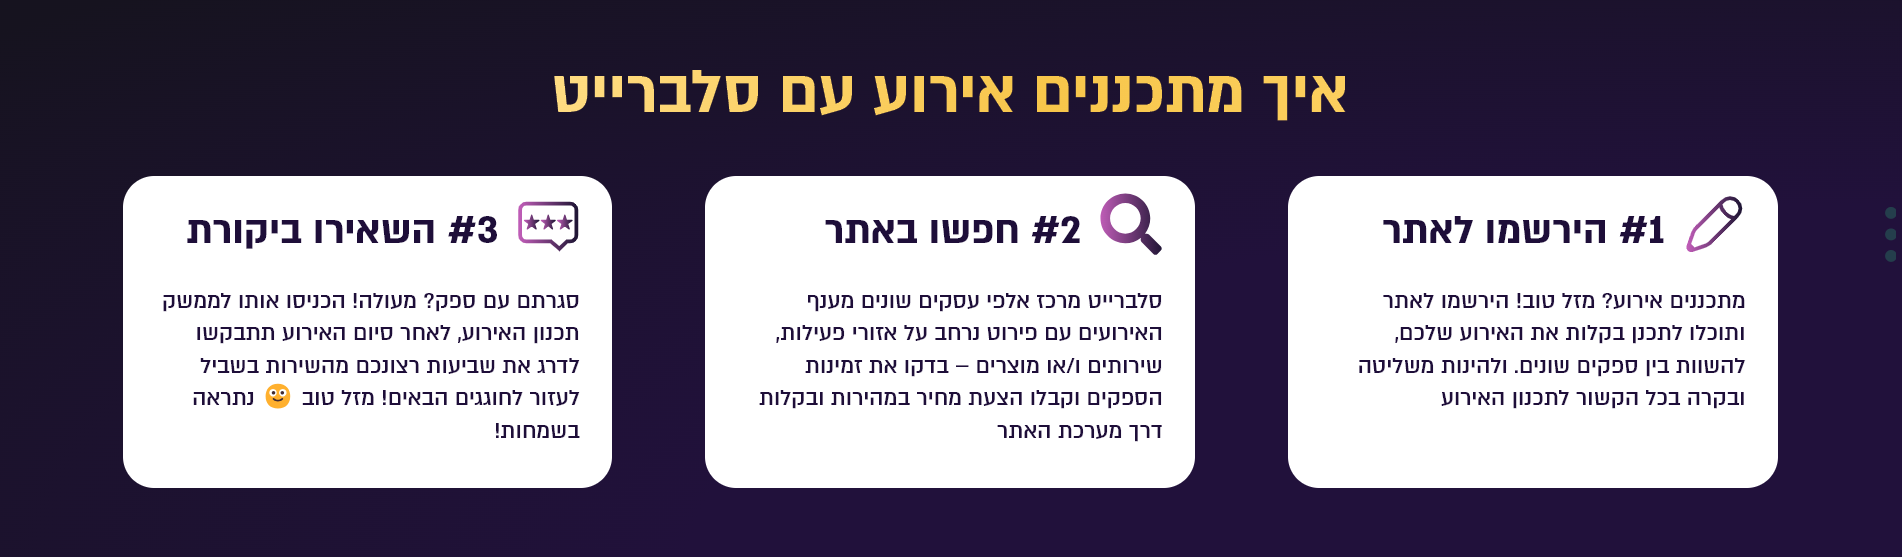 איך מתכננים אירוע עם סלברייט
#1 הירשמו לאתר
מתכננים אירוע? מזל טוב! הירשמו לאתר
ותוכלו לתכנן בקלות את האירוע שלכם,
להשוות בין ספקים שונים. ולהינות משליטה
ובקרה בכל הקשור לתכנון האירוע
#2 חפשו באתר
סלברייט מרכז אלפי עסקים שונים מענף
האירועים עם פירוט נרחב על אזורי פעילות,
שירותים ו/או מוצרים – בדקו את זמינות
הספקים וקבלו הצעת מחיר במהירות ובקלות
דרך מערכת האתר
#3 השאירו ביקורת
סגרתם עם ספק? מעולה! הכניסו אותו לממשק
תכנון האירוע, לאחר סיום האירוע תתבקשו
לדרג את שביעות רצונכם מהשירות בשביל
לעזור לחוגגים הבאים! מזל טוב 🙂 נתראה
בשמחות!